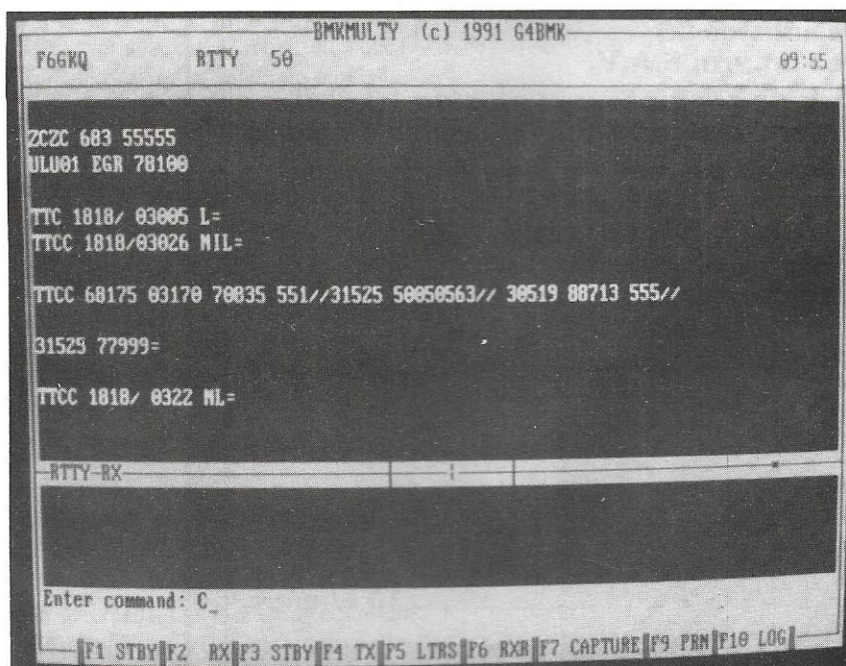 BMKMULTY (c) 1991 G4BMK
F6GKQ RTTY 50 09:55
ZCZC 603 55555
ULU01 EGR 78100
TTC 1818/ 03005 L=
TTCC 1818/03026 MIL=
TTCC 68175 03170 70835 551//31525 50050563// 30519 88713 555//
31525 77999=
TTCC 1818/ 0322 NL=
RTTY-RX
Enter command: C_
F1 STBY F2 RX F3 STBY F4 TX F5 LTRS F6 RXR F7 CAPTURE F9 PRN F10 LOG